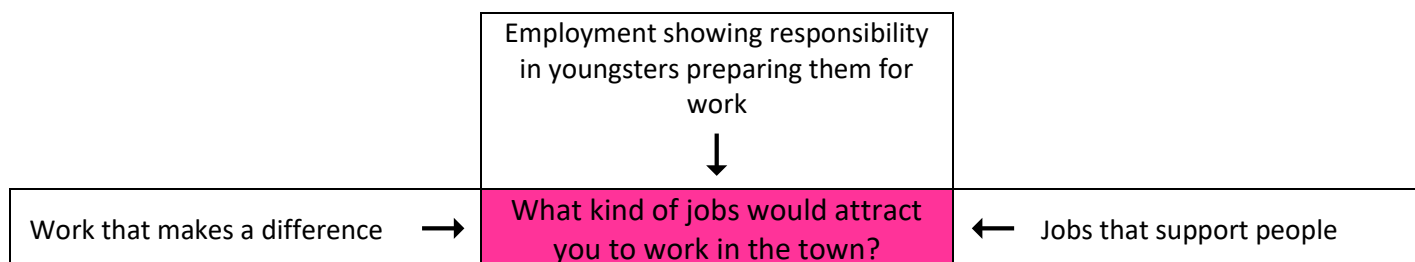 Employment showing responsibility
in youngsters preparing them for
work
Work that makes a difference
What kind of jobs would attract
you to work in the town?
Jobs that support people